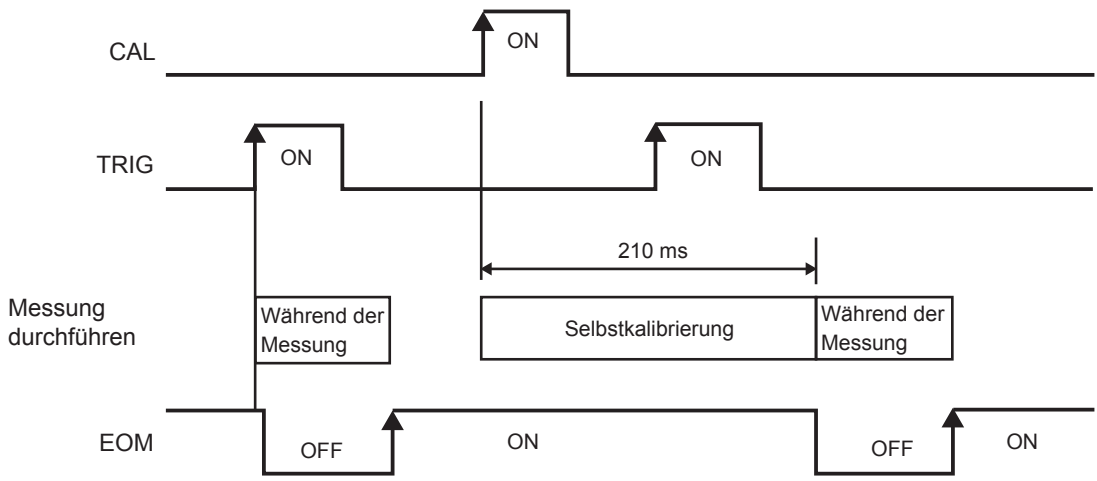 CAL
ON
TRIG
ON
ON
210 ms
Messung
durchführen
Während der
Messung
Selbstkalibrierung
Während der
Messung
EOM
OFF
ON
OFF
ON